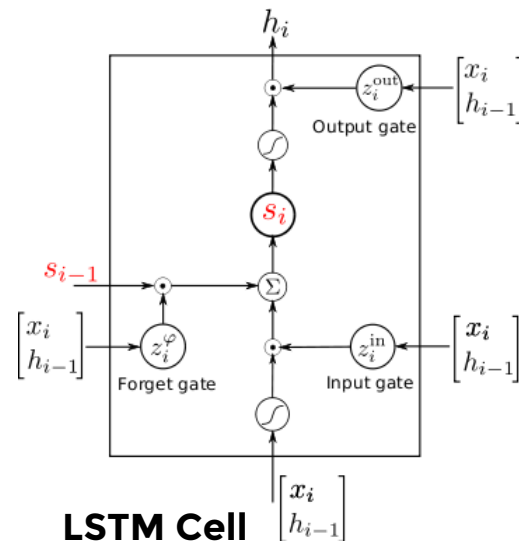 h_i
z_i^out
[x_i
h_{i-1}]
Output gate
s_i
s_{i-1}
Σ
[x_i
h_{i-1}]
z_i^φ
Forget gate
z_i^in
Input gate
[x_i
h_{i-1}]
[x_i
h_{i-1}]
LSTM Cell